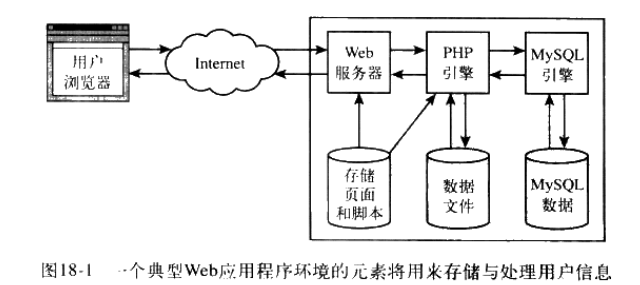 用户
浏览器
Internet
Web
服务器
PHP
引擎
MySQL
引擎
存储
页面
和脚本
数据
文件
MySQL
数据
图18-1 一个典型Web应用程序环境的元素将用来存储与处理用户信息